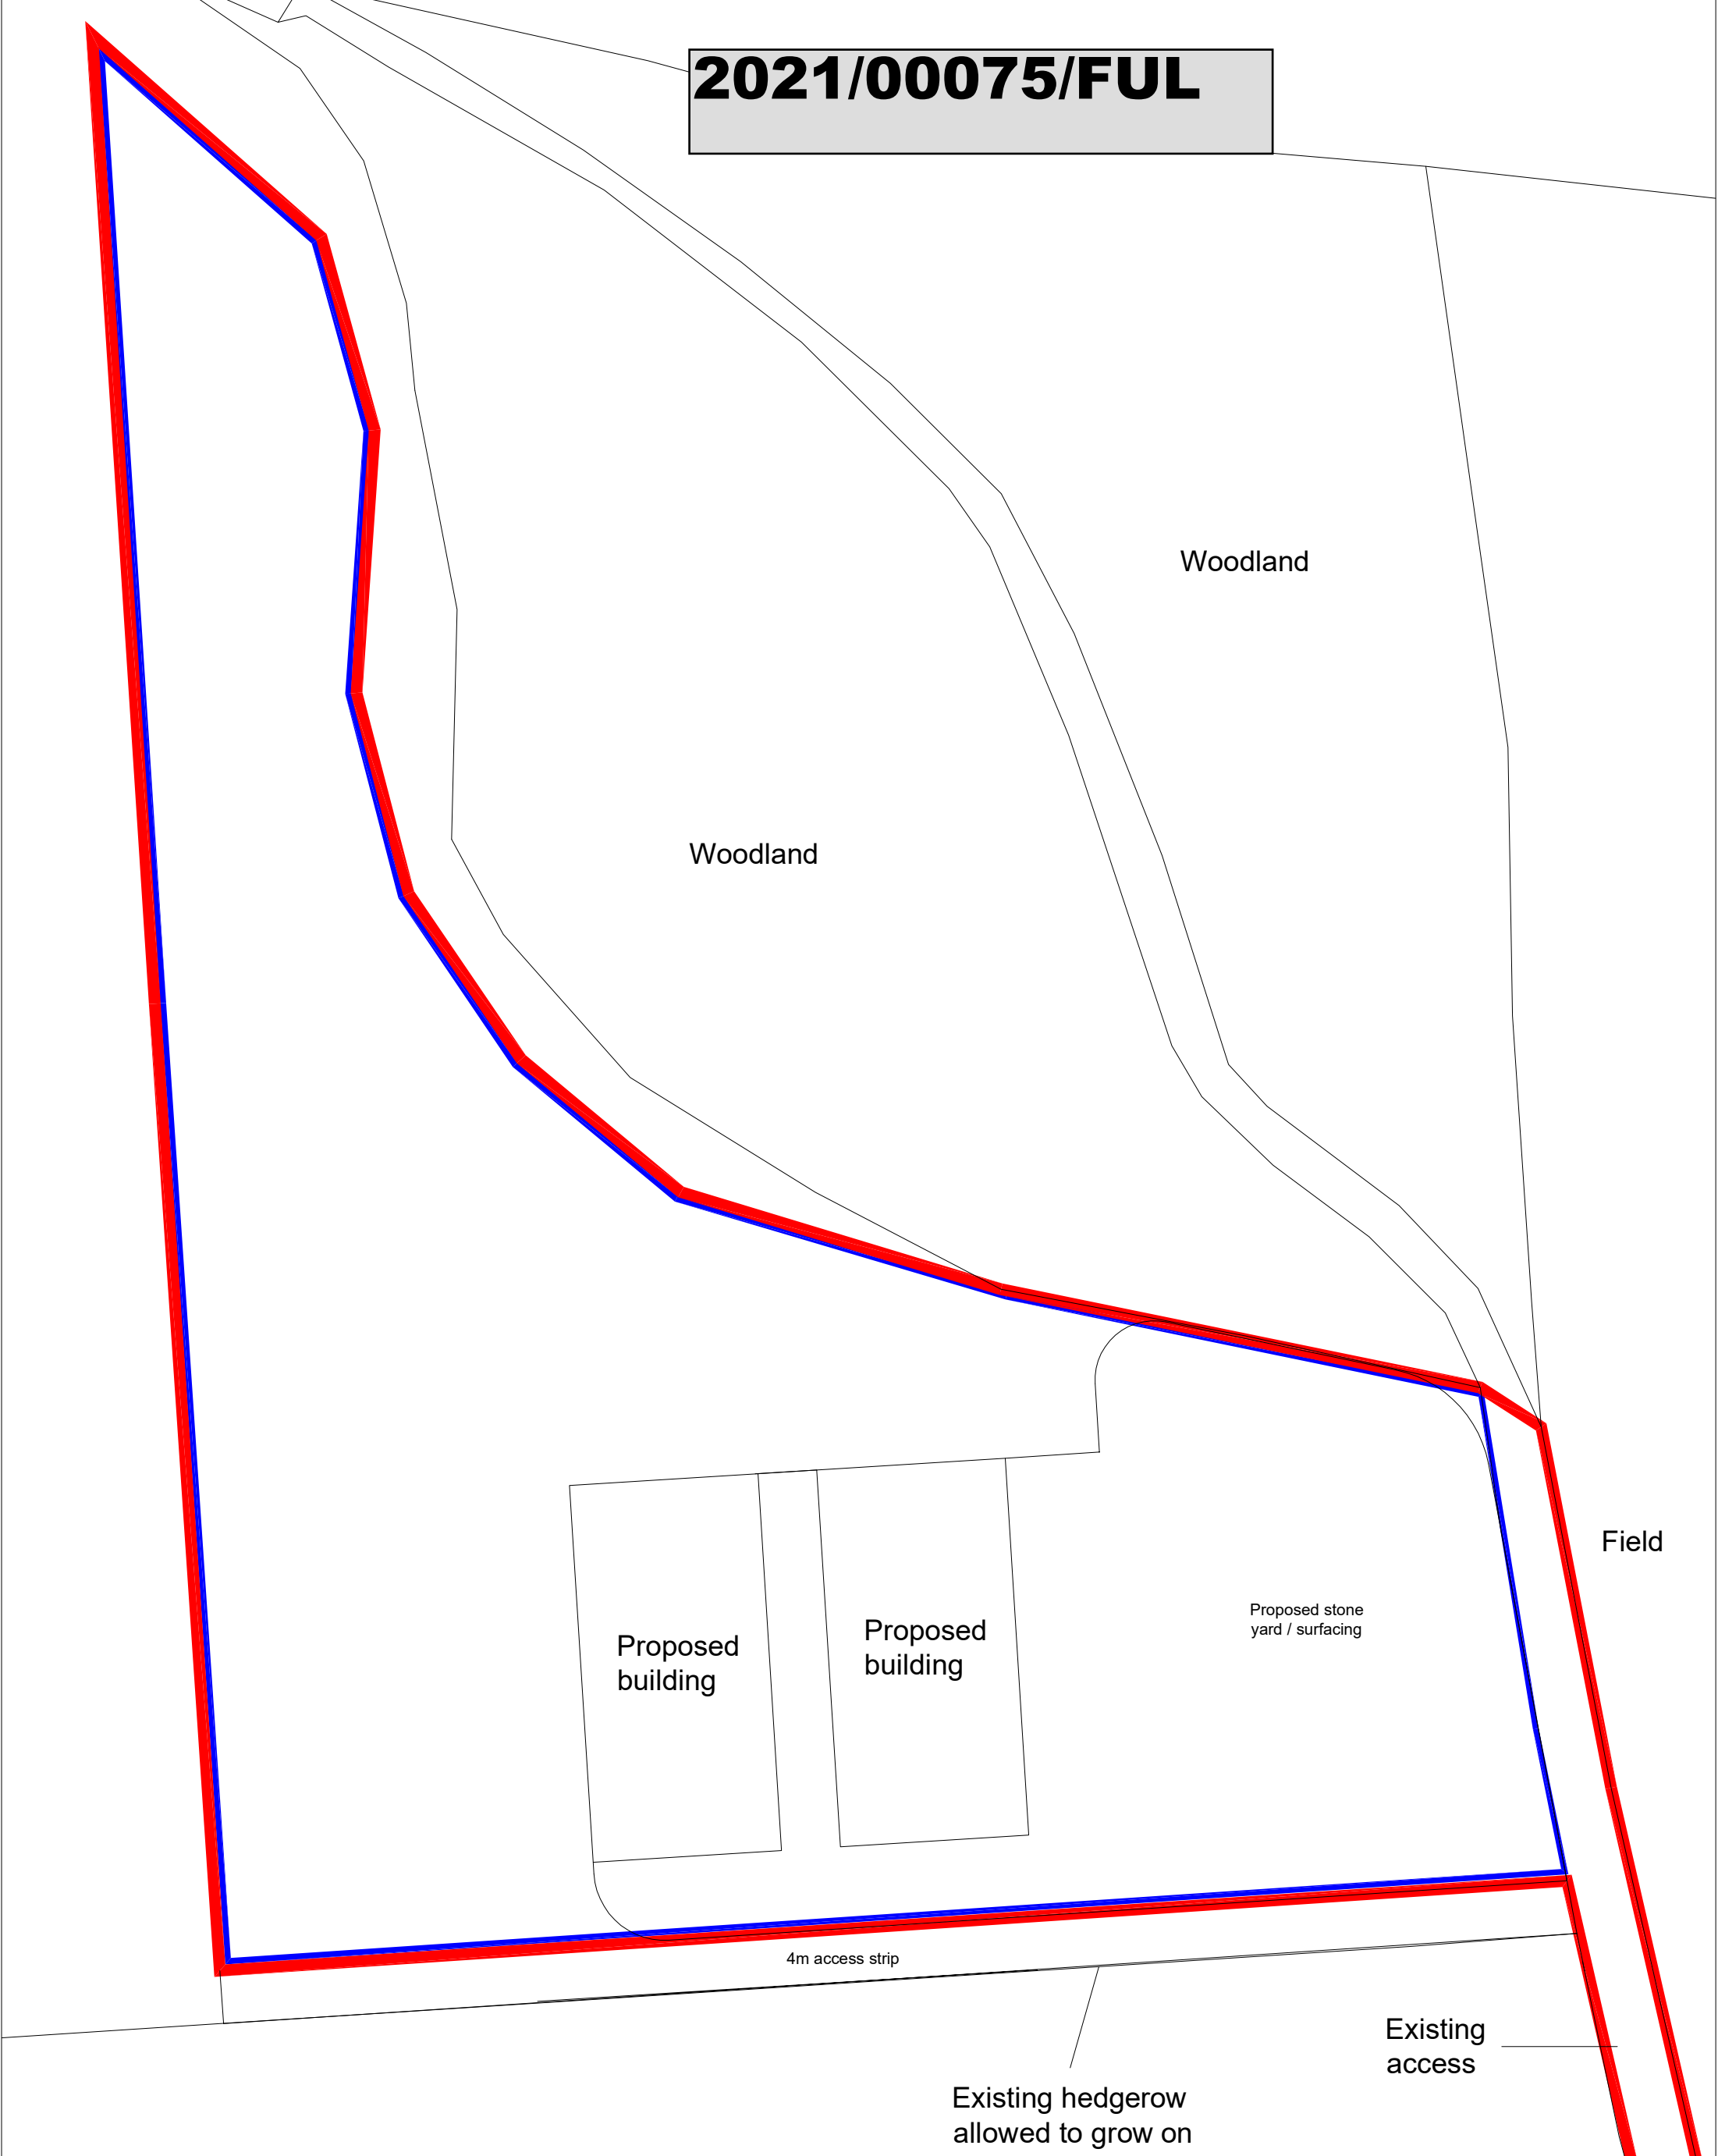 2021/00075/FUL
Woodland
Woodland
Field
Proposed stone
yard / surfacing
Proposed
building
Proposed
building
4m access strip
Existing
access
Existing hedgerow
allowed to grow on